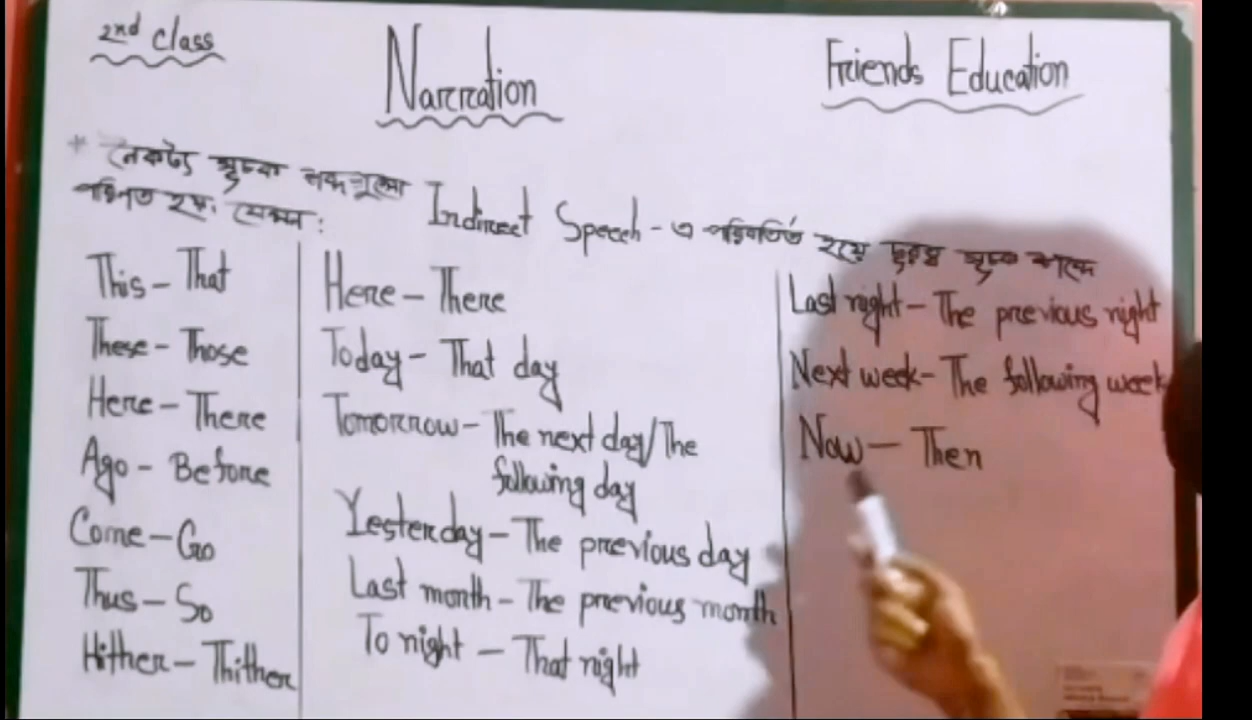 2nd class
Narration
Friends Education
* নৈকট্য সূচক শব্দগুলো Indirect Speech - এ পরিবর্তিত হয়ে দূরত্ব সূচক শব্দে
পরিণত হয়। যেমন:
This – That
These – Those
Here – There
Ago – Before
Come – Go
Thus – So
Hither – Thither
Here – There
Today – That day
Tomorrow – The next day/The
following day
Yesterday – The previous day
Last month – The previous month
To night – That night
Last night – The previous night
Next week – The following week
Now – Then